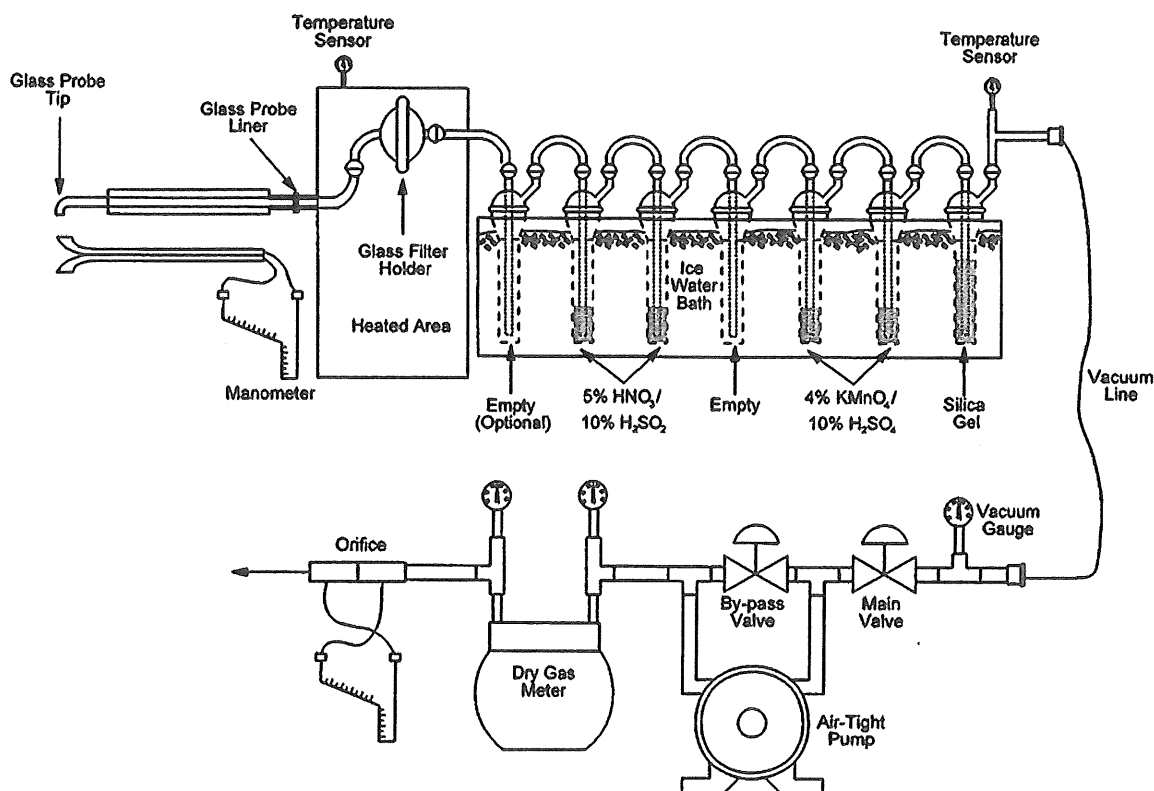 Temperature
Sensor
Temperature
Sensor
Glass Probe
Tip
Glass Probe
Liner
Glass Filter
Holder
Ice
Water
Bath
Heated Area
Manometer
Empty
(Optional)
5% HNO₃/
10% H₂SO₂
Empty
4% KMnO₄/
10% H₂SO₄
Silica
Gel
Vacuum
Line
Vacuum
Gauge
Orifice
By-pass
Valve
Main
Valve
Dry Gas
Meter
Air-Tight
Pump